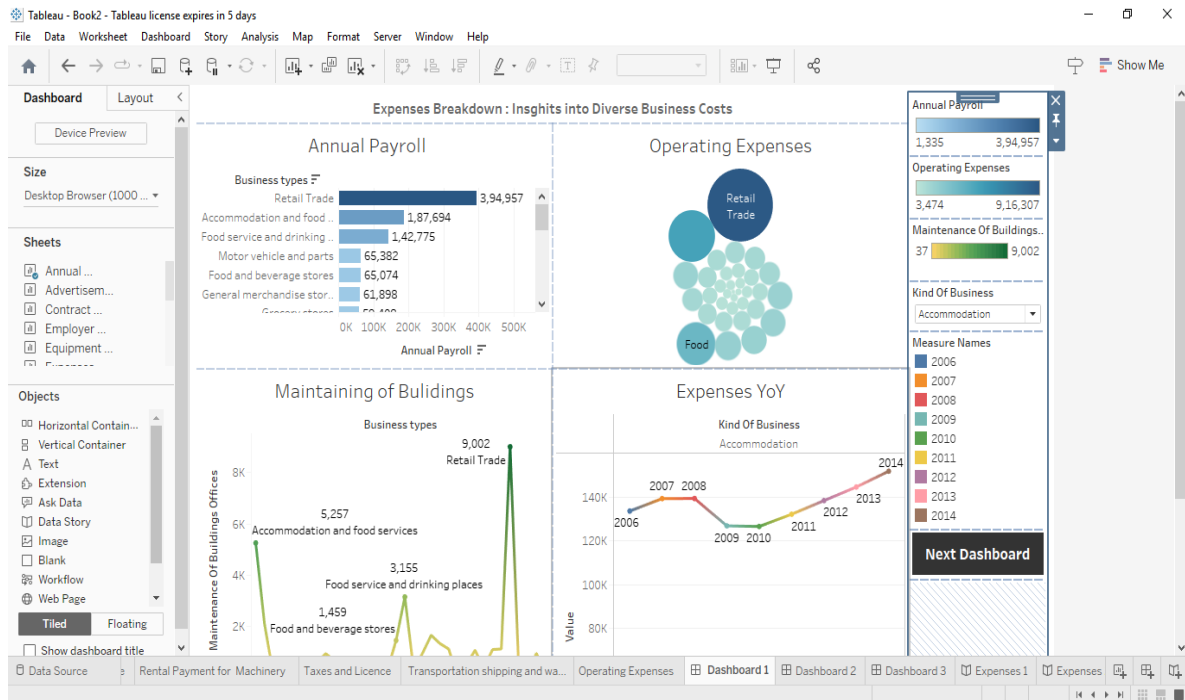 Tableau - Book2 - Tableau license expires in 5 days
File Data Worksheet Dashboard Story Analysis Map Format Server Window Help
Show Me
Dashboard Layout
Device Preview
Size
Desktop Browser (1000 ...
Sheets
Annual ...
Advertisem...
Contract ...
Employer ...
Equipment ...
Objects
Horizontal Contain...
Vertical Container
Text
Extension
Ask Data
Data Story
Image
Blank
Workflow
Web Page
Tiled Floating
Show dashboard title
Expenses Breakdown : Insghits into Diverse Business Costs
Annual Payroll
Business types
Retail Trade 3,94,957
Accommodation and food .. 1,87,694
Food service and drinking .. 1,42,775
Motor vehicle and parts 65,382
Food and beverage stores 65,074
General merchandise stor.. 61,898
0K 100K 200K 300K 400K 500K
Annual Payroll
Operating Expenses
Retail
Trade
Food
Maintaining of Bulidings
Business types
9,002
Retail Trade
8K
6K
4K
2K
Maintenance Of Buildings Offices
5,257
Accommodation and food services
3,155
Food service and drinking places
1,459
Food and beverage stores
Expenses YoY
Kind Of Business
Accommodation
140K
120K
100K
80K
Value
2006
2007
2008
2009
2010
2011
2012
2013
2014
Annual Payroll
1,335 3,94,957
Operating Expenses
3,474 9,16,307
Maintenance Of Buildings..
37 9,002
Kind Of Business
Accommodation
Measure Names
2006
2007
2008
2009
2010
2011
2012
2013
2014
Next Dashboard
Data Source Rental Payment for Machinery Taxes and Licence Transportation shipping and wa... Operating Expenses Dashboard 1 Dashboard 2 Dashboard 3 Expenses 1 Expenses